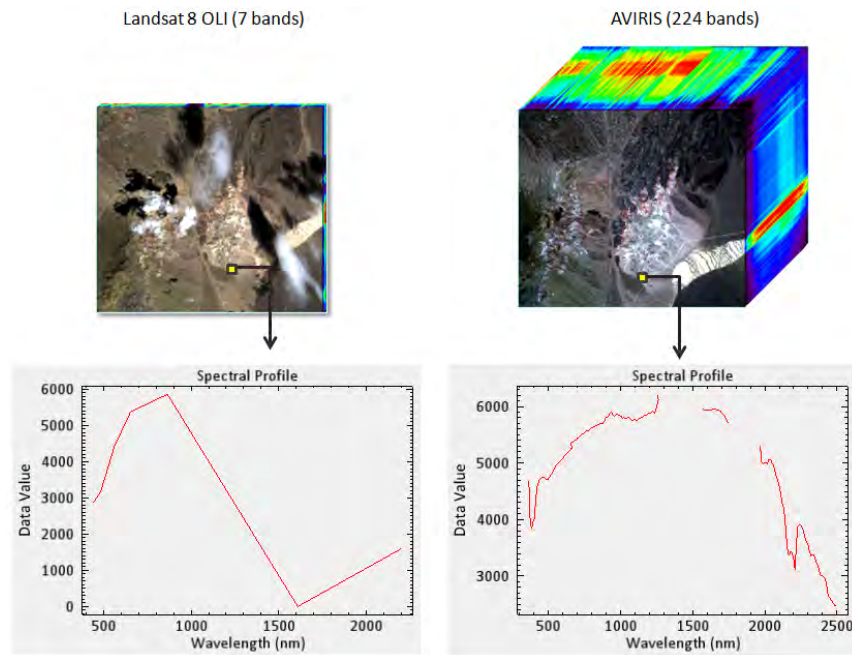 Landsat 8 OLI (7 bands)
AVIRIS (224 bands)
Spectral Profile
6000
5000
4000
3000
2000
1000
0
Data Value
500
1000
1500
2000
Wavelength (nm)
Spectral Profile
6000
5000
4000
3000
Data Value
500
1000
1500
2000
2500
Wavelength (nm)